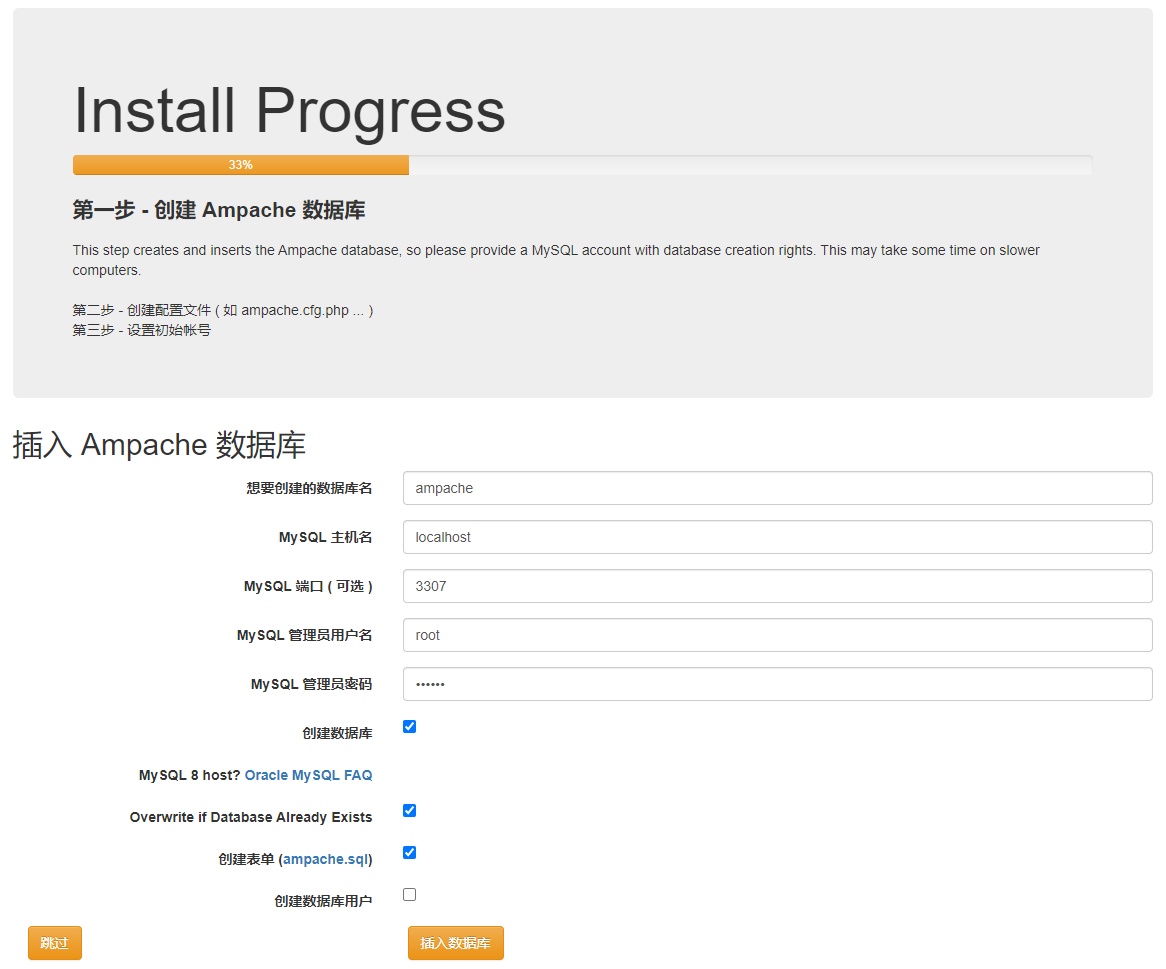 Install Progress
33%
第一步 - 创建 Ampache 数据库
This step creates and inserts the Ampache database, so please provide a MySQL account with database creation rights. This may take some time on slower
computers.
第二步 - 创建配置文件 ( 如 ampache.cfg.php ... )
第三步 - 设置初始帐号
插入 Ampache 数据库
想要创建的数据库名 ampache
MySQL 主机名 localhost
MySQL 端口 ( 可选 ) 3307
MySQL 管理员用户名 root
MySQL 管理员密码 ••••••
创建数据库
MySQL 8 host? Oracle MySQL FAQ
Overwrite if Database Already Exists
创建表单 (ampache.sql)
创建数据库用户
跳过 插入数据库